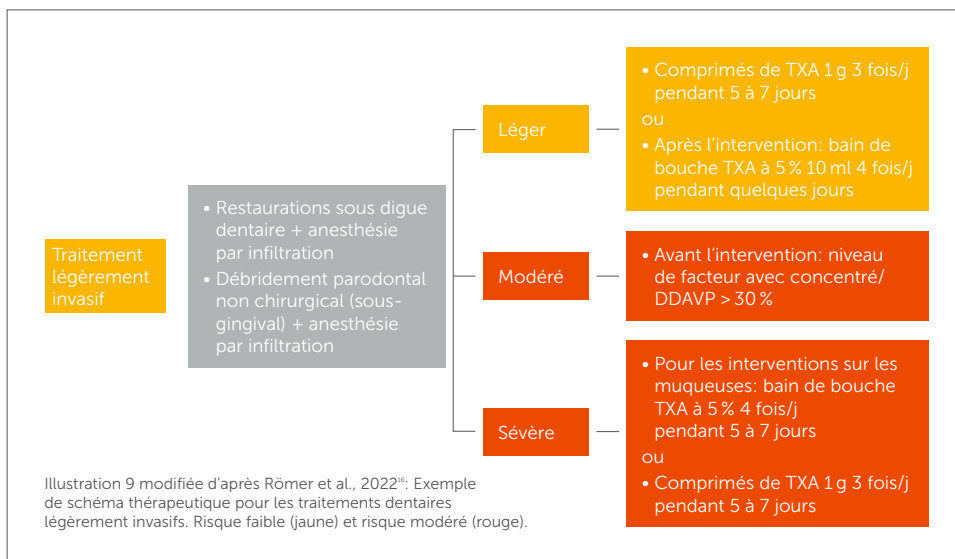 Traitement
légèrement
invasif
• Restaurations sous digue
dentaire + anesthésie
par infiltration
• Débridement parodontal
non chirurgical (sous-
gingival) + anesthésie
par infiltration
Léger
• Comprimés de TXA 1 g 3 fois/j
pendant 5 à 7 jours
ou
• Après l’intervention: bain de
bouche TXA à 5 % 10 ml 4 fois/j
pendant quelques jours
Modéré
• Avant l’intervention: niveau
de facteur avec concentré/
DDAVP > 30 %
Sévère
• Pour les interventions sur les
muqueuses: bain de bouche
TXA à 5 % 4 fois/j
pendant 5 à 7 jours
ou
• Comprimés de TXA 1 g 3 fois/j
pendant 5 à 7 jours
Illustration 9 modifiée d’après Römer et al., 2022¹⁶: Exemple
de schéma thérapeutique pour les traitements dentaires
légèrement invasifs. Risque faible (jaune) et risque modéré (rouge).